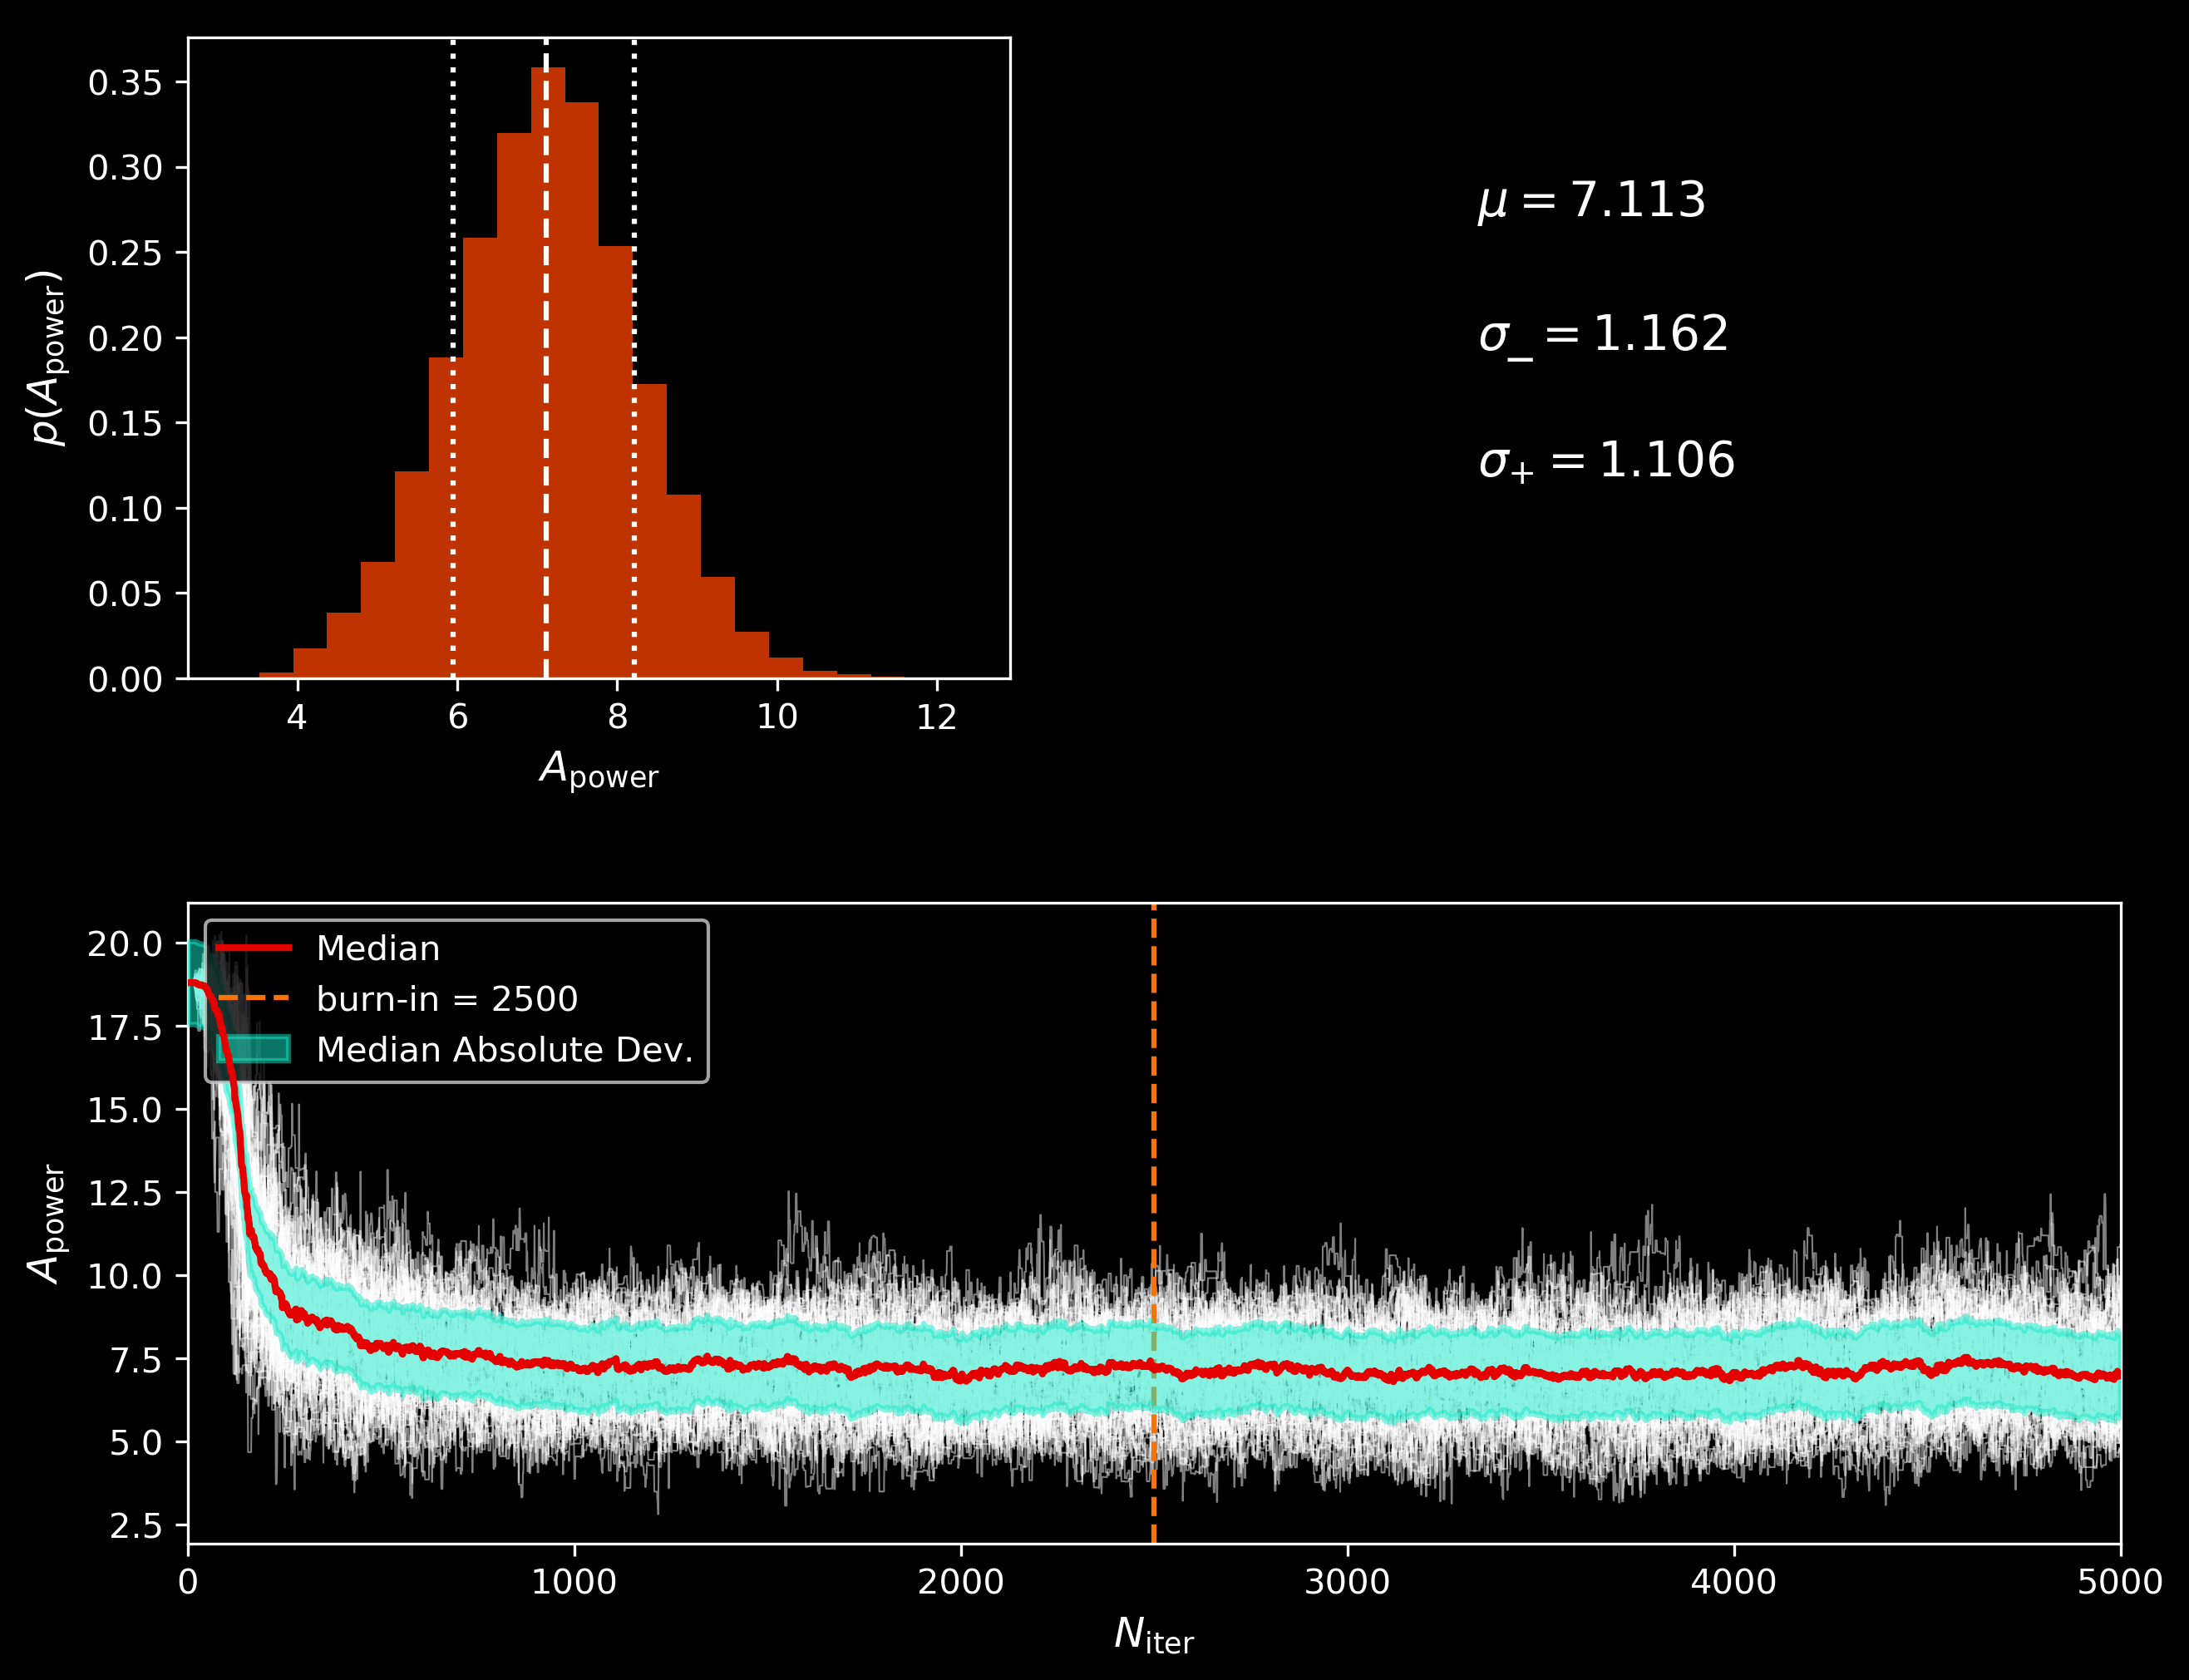 0.35
0.30
0.25
0.20
0.15
0.10
0.05
0.00
p(A_power)
4 6 8 10 12
A_power
μ = 7.113
σ_− = 1.162
σ_+ = 1.106
20.0
17.5
15.0
12.5
10.0
7.5
5.0
2.5
A_power
Median
burn-in = 2500
Median Absolute Dev.
0 1000 2000 3000 4000 5000
N_iter